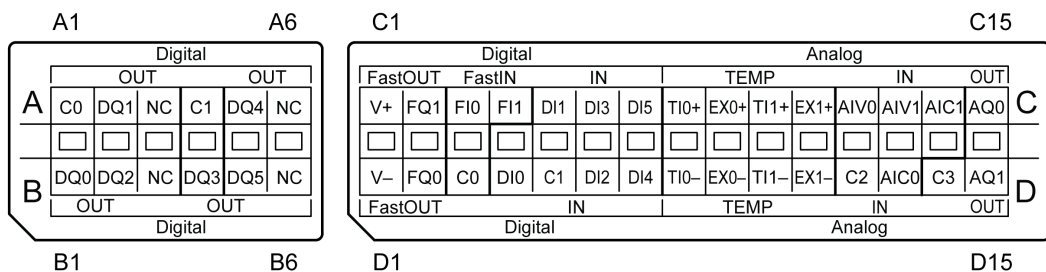 A1 A6 C1 C15
Digital Digital Analog
OUT OUT FastOUT FastIN IN TEMP IN OUT
A C0 DQ1 NC C1 DQ4 NC V+ FQ1 FI0 FI1 DI1 DI3 DI5 TI0+ EX0+ TI1+ EX1+ AIV0 AIV1 AIC1 AQ0 C
B DQ0 DQ2 NC DQ3 DQ5 NC V– FQ0 C0 DI0 C1 DI2 DI4 TI0– EX0– TI1– EX1– C2 AIC0 C3 AQ1 D
OUT OUT FastOUT IN TEMP IN OUT
Digital Digital Analog
B1 B6 D1 D15